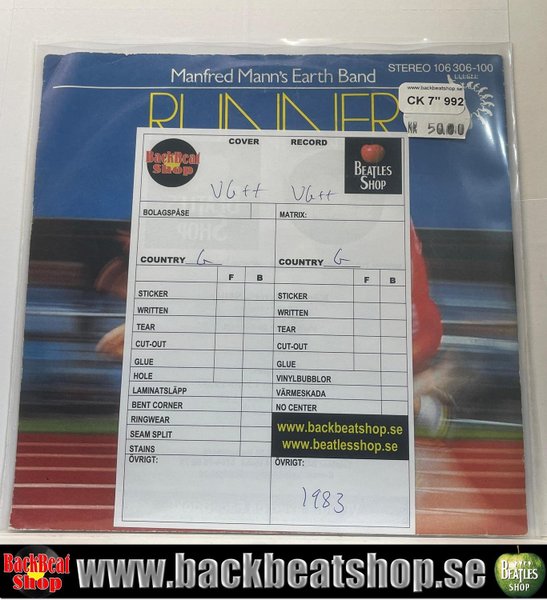 Manfred Mann's Earth Band
STEREO 106 306-100
RUNNER
www.backbeatshop.se
CK 7" 992
KR 50.00
COVER
RECORD
BackBeat
Shop
BEATLES
SHOP
VG++
VG++
BOLAGSPÅSE
MATRIX:
COUNTRY G
COUNTRY G
F B
F B
STICKER
STICKER
WRITTEN
WRITTEN
TEAR
TEAR
CUT-OUT
CUT-OUT
GLUE
GLUE
HOLE
VINYLBUBBLOR
LAMINATSLÄPP
VÄRMESKADA
BENT CORNER
NO CENTER
RINGWEAR
SEAM SPLIT
STAINS
www.backbeatshop.se
www.beatlesshop.se
ÖVRIGT:
ÖVRIGT:
1983
BackBeat
Shop
www.backbeatshop.se
BEATLES
SHOP